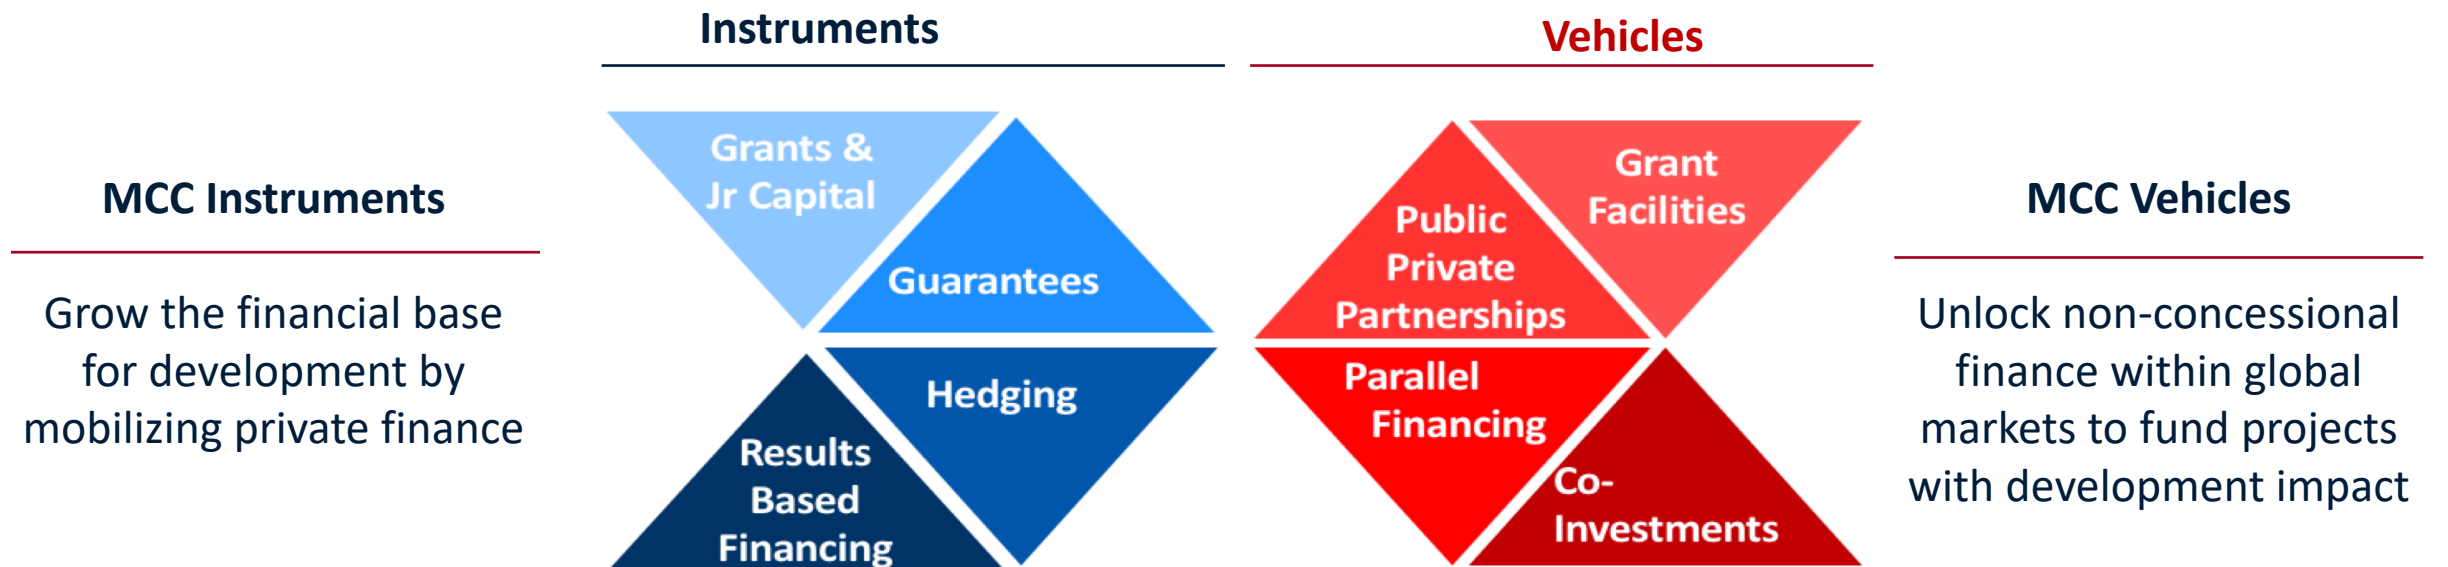 Instruments
Vehicles
MCC Instruments
Grow the financial base
for development by
mobilizing private finance
Grants &
Jr Capital
Guarantees
Hedging
Results
Based
Financing
Public
Private
Partnerships
Grant
Facilities
Parallel
Financing
Co-
Investments
MCC Vehicles
Unlock non-concessional
finance within global
markets to fund projects
with development impact